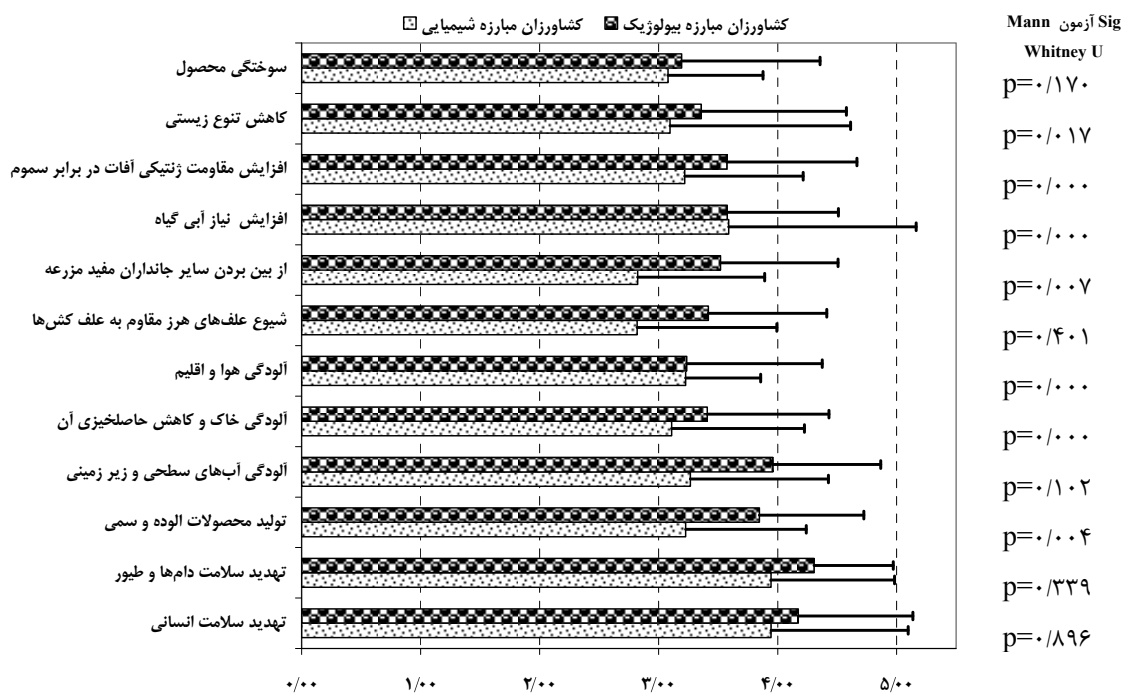 کشاورزان مبارزه بیولوژیک
کشاورزان مبارزه شیمیایی
Sig آزمون Mann
Whitney U
سوختگی محصول
p=۰/۱۷۰
کاهش تنوع زیستی
p=۰/۰۱۷
افزایش مقاومت ژنتیکی آفات در برابر سموم
p=۰/۰۰۰
افزایش نیاز آبی گیاه
p=۰/۰۰۰
از بین بردن سایر جانداران مفید مزرعه
p=۰/۰۰۷
شیوع علف‌های هرز مقاوم به علف کش‌ها
p=۰/۴۰۱
آلودگی هوا و اقلیم
p=۰/۰۰۰
آلودگی خاک و کاهش حاصلخیزی آن
p=۰/۰۰۰
آلودگی آب‌های سطحی و زیر زمینی
p=۰/۱۰۲
تولید محصولات الوده و سمی
p=۰/۰۰۴
تهدید سلامت دام‌ها و طیور
p=۰/۳۳۹
تهدید سلامت انسانی
p=۰/۸۹۶
۰/۰۰ ۱/۰۰ ۲/۰۰ ۳/۰۰ ۴/۰۰ ۵/۰۰